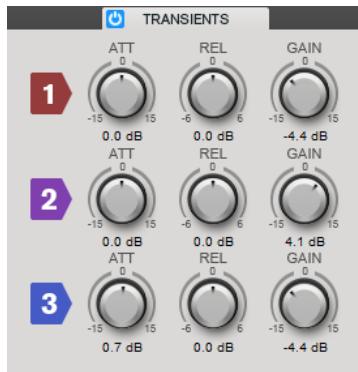 TRANSIENTS
ATT REL GAIN
0 0 0
1
-15 15 -6 6 -15 15
0.0 dB 0.0 dB -4.4 dB
ATT REL GAIN
0 0 0
2
-15 15 -6 6 -15 15
0.0 dB 0.0 dB 4.1 dB
ATT REL GAIN
0 0 0
3
-15 15 -6 6 -15 15
0.7 dB 0.0 dB -4.4 dB